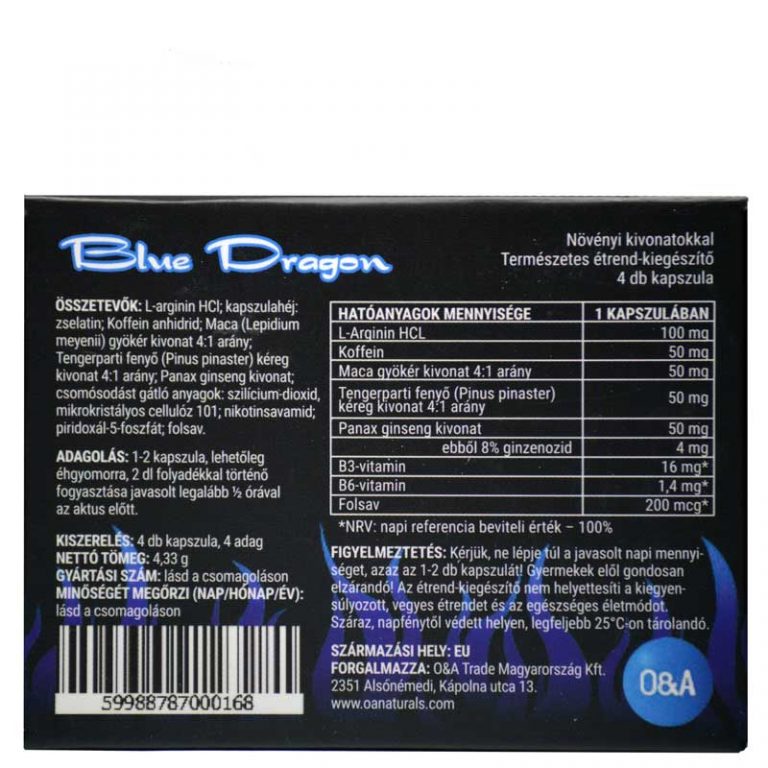 Blue Dragon
Növényi kivonatokkal
Természetes étrend-kiegészítő
4 db kapszula
ÖSSZETEVŐK: L-arginin HCl; kapszulahéj:
zselatin; Koffein anhidrid; Maca (Lepidium
meyenii) gyökér kivonat 4:1 arány;
Tengerparti fenyő (Pinus pinaster) kéreg
kivonat 4:1 arány; Panax ginseng kivonat;
csomósodást gátló anyagok: szilícium-dioxid,
mikrokristályos cellulóz 101; nikotinsavamid;
piridoxál-5-foszfát; folsav.
ADAGOLÁS: 1-2 kapszula, lehetőleg
éhgyomorra, 2 dl folyadékkal történő
fogyasztása javasolt legalább ½ órával
az aktus előtt.
KISZERELÉS: 4 db kapszula, 4 adag
NETTÓ TÖMEG: 4,33 g
GYÁRTÁSI SZÁM: lásd a csomagoláson
MINŐSÉGÉT MEGŐRZI (NAP/HÓNAP/ÉV):
lásd a csomagoláson
59988787000168
HATÓANYAGOK MENNYISÉGE 1 KAPSZULÁBAN
L-Arginin HCL 100 mg
Koffein 50 mg
Maca gyökér kivonat 4:1 arány 50 mg
Tengerparti fenyő (Pinus pinaster)
kéreg kivonat 4:1 arány 50 mg
Panax ginseng kivonat 50 mg
ebből 8% ginzenozid 4 mg
B3-vitamin 16 mg*
B6-vitamin 1,4 mg*
Folsav 200 mcg*
*NRV: napi referencia beviteli érték – 100%
FIGYELMEZTETÉS: Kérjük, ne lépje túl a javasolt napi mennyi-
séget, azaz az 1-2 db kapszulát! Gyermekek elől gondosan
elzárandó! Az étrend-kiegészítő nem helyettesíti a kiegyen-
súlyozott, vegyes étrendet és az egészséges életmódot.
Száraz, napfénytől védett helyen, legfeljebb 25°C-on tárolandó.
SZÁRMAZÁSI HELY: EU
FORGALMAZZA: O&A Trade Magyarország Kft.
2351 Alsónémedi, Kápolna utca 13.
www.oanaturals.com
O&A